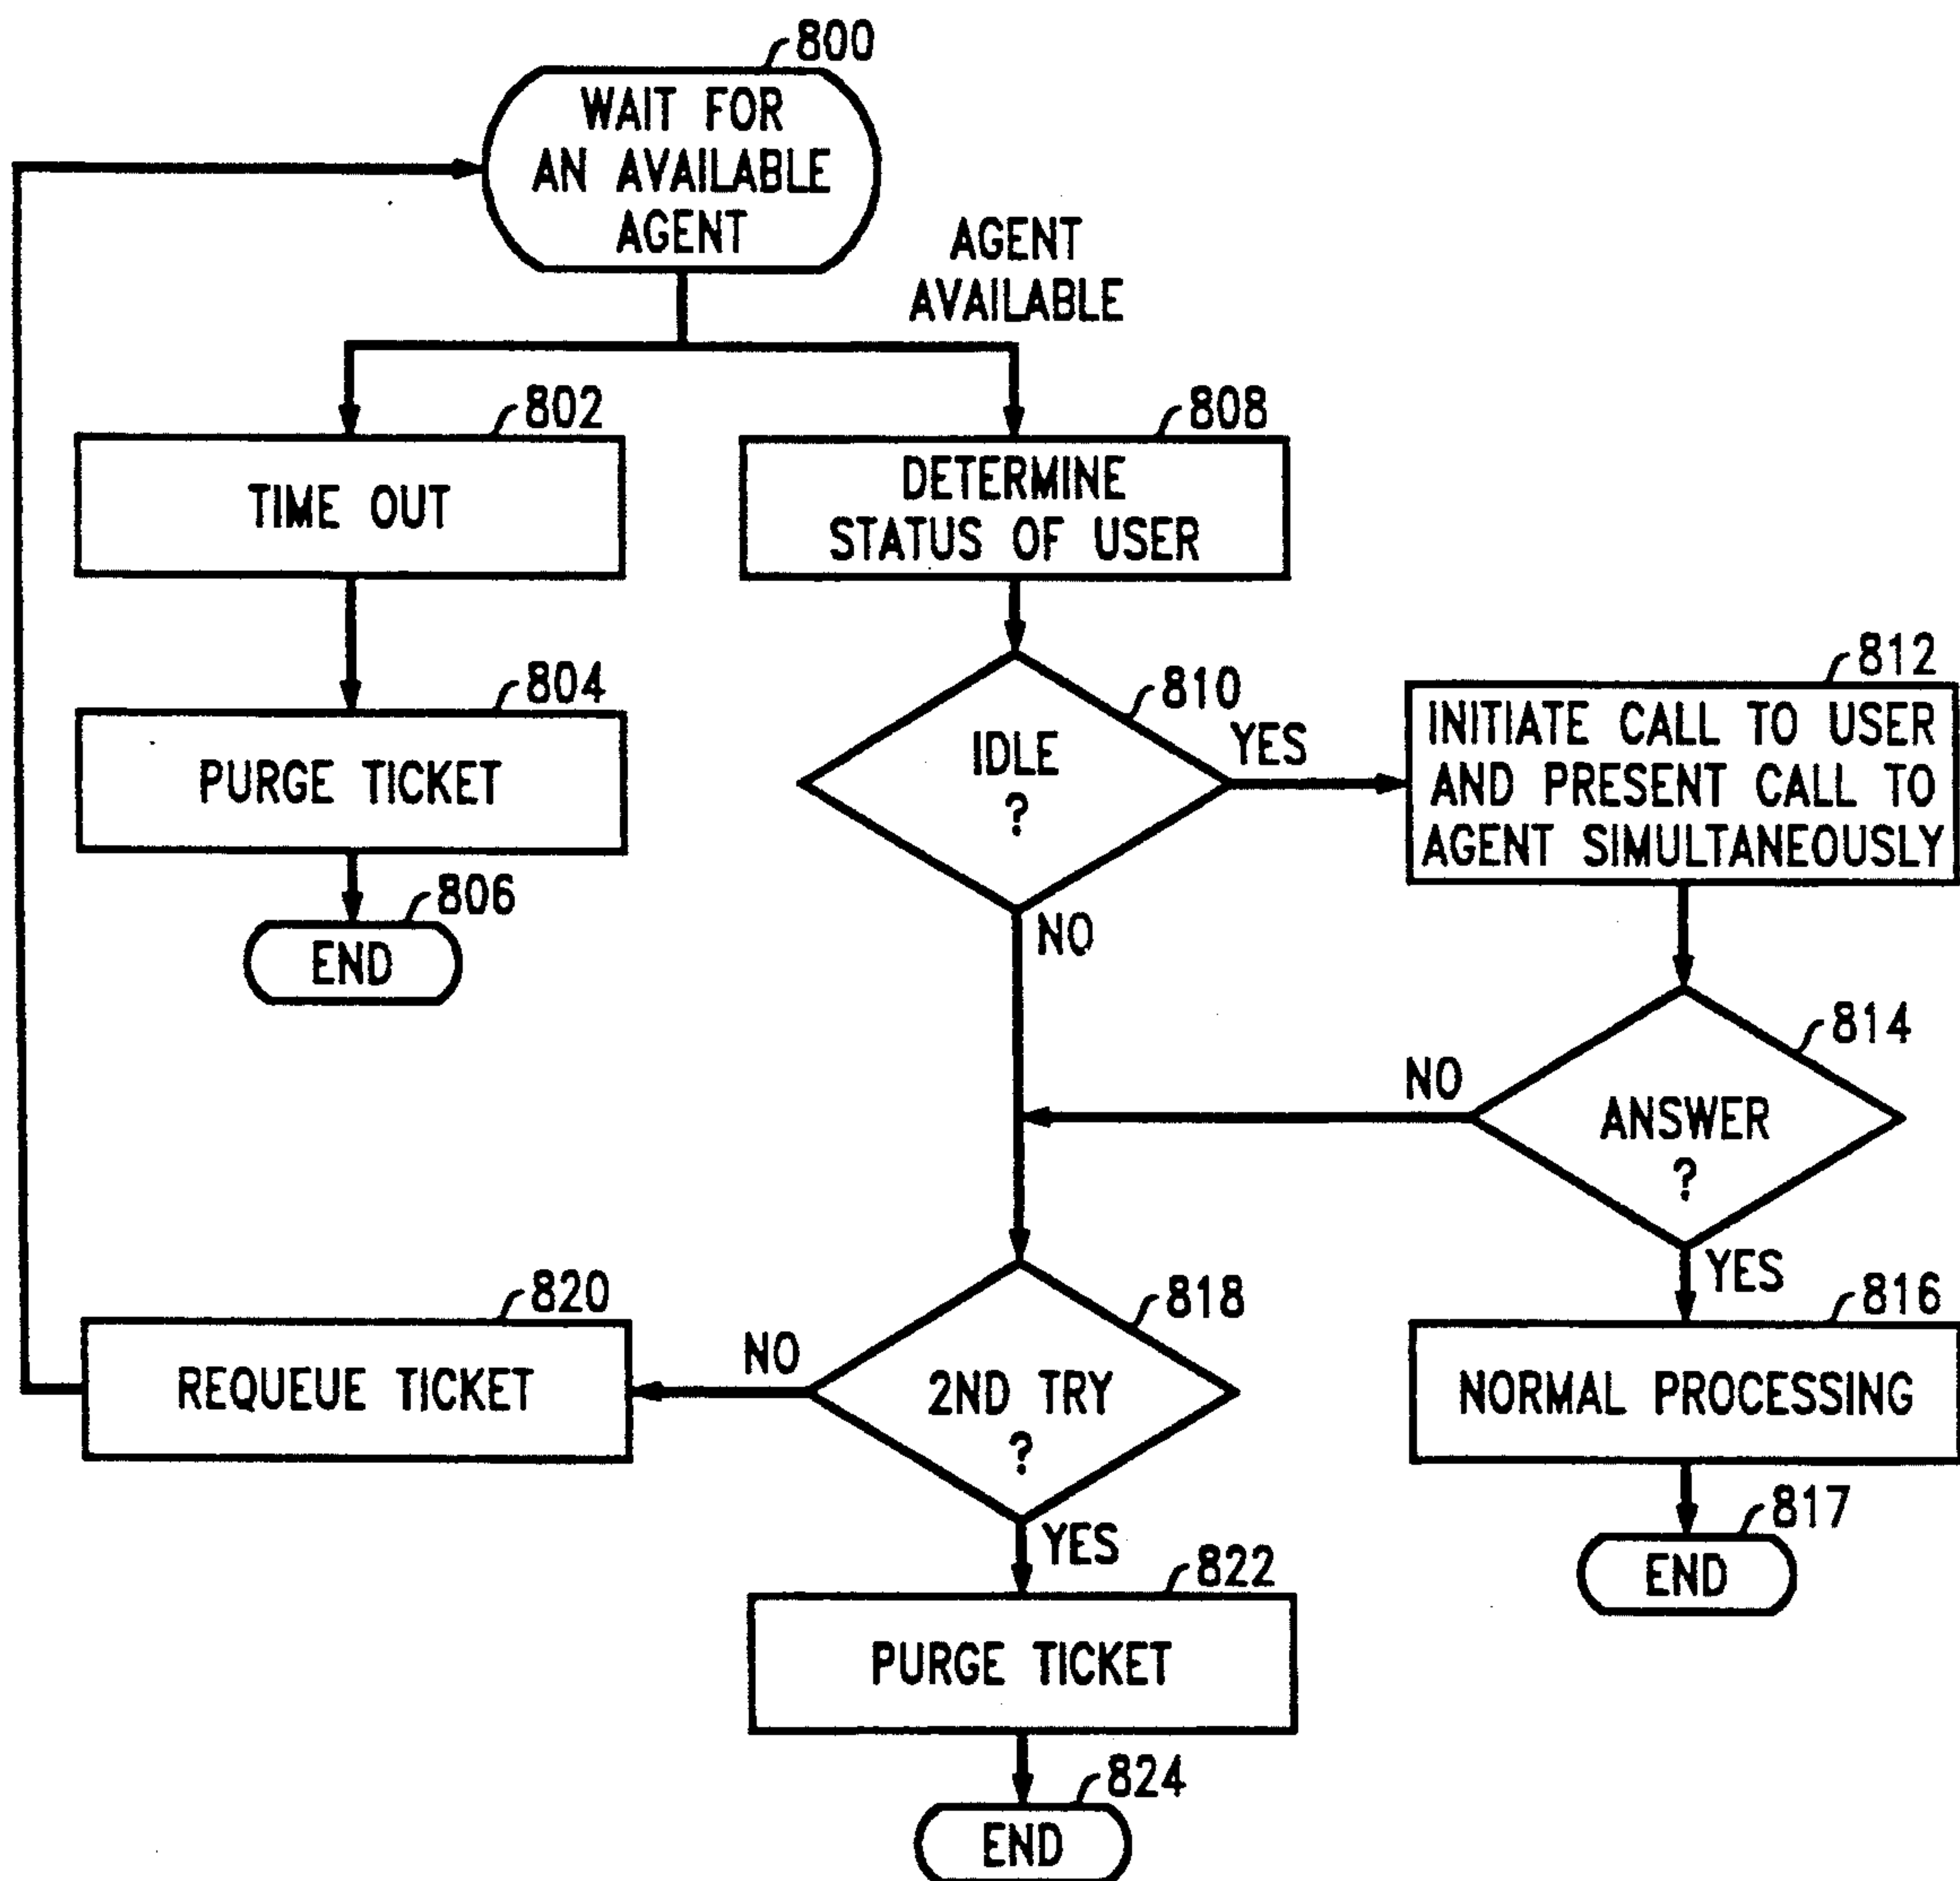 800
WAIT FOR
AN AVAILABLE
AGENT
AGENT
AVAILABLE
802
TIME OUT
808
DETERMINE
STATUS OF USER
804
PURGE TICKET
806
END
810
IDLE
?
YES
NO
812
INITIATE CALL TO USER
AND PRESENT CALL TO
AGENT SIMULTANEOUSLY
814
ANSWER
?
NO
YES
816
NORMAL PROCESSING
817
END
818
2ND TRY
?
NO
YES
820
REQUEUE TICKET
822
PURGE TICKET
824
END